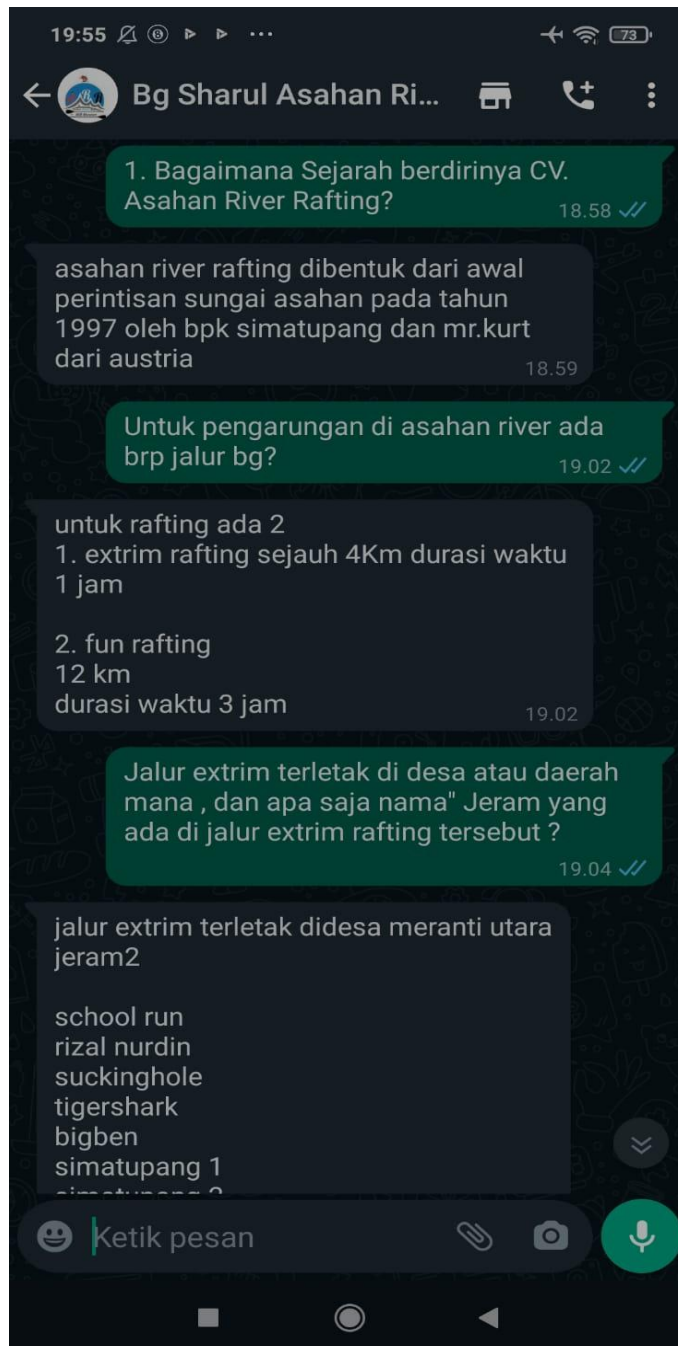 19:55
73
Bg Sharul Asahan Ri...
1. Bagaimana Sejarah berdirinya CV.
Asahan River Rafting?
18.58
asahan river rafting dibentuk dari awal
perintisan sungai asahan pada tahun
1997 oleh bpk simatupang dan mr.kurt
dari austria
18.59
Untuk pengarungan di asahan river ada
brp jalur bg?
19.02
untuk rafting ada 2
1. extrim rafting sejauh 4Km durasi waktu
1 jam
2. fun rafting
12 km
durasi waktu 3 jam
19.02
Jalur extrim terletak di desa atau daerah
mana , dan apa saja nama" Jeram yang
ada di jalur extrim rafting tersebut ?
19.04
jalur extrim terletak didesa meranti utara
jeram2
school run
rizal nurdin
suckinghole
tigershark
bigben
simatupang 1
simatupang 2
Ketik pesan